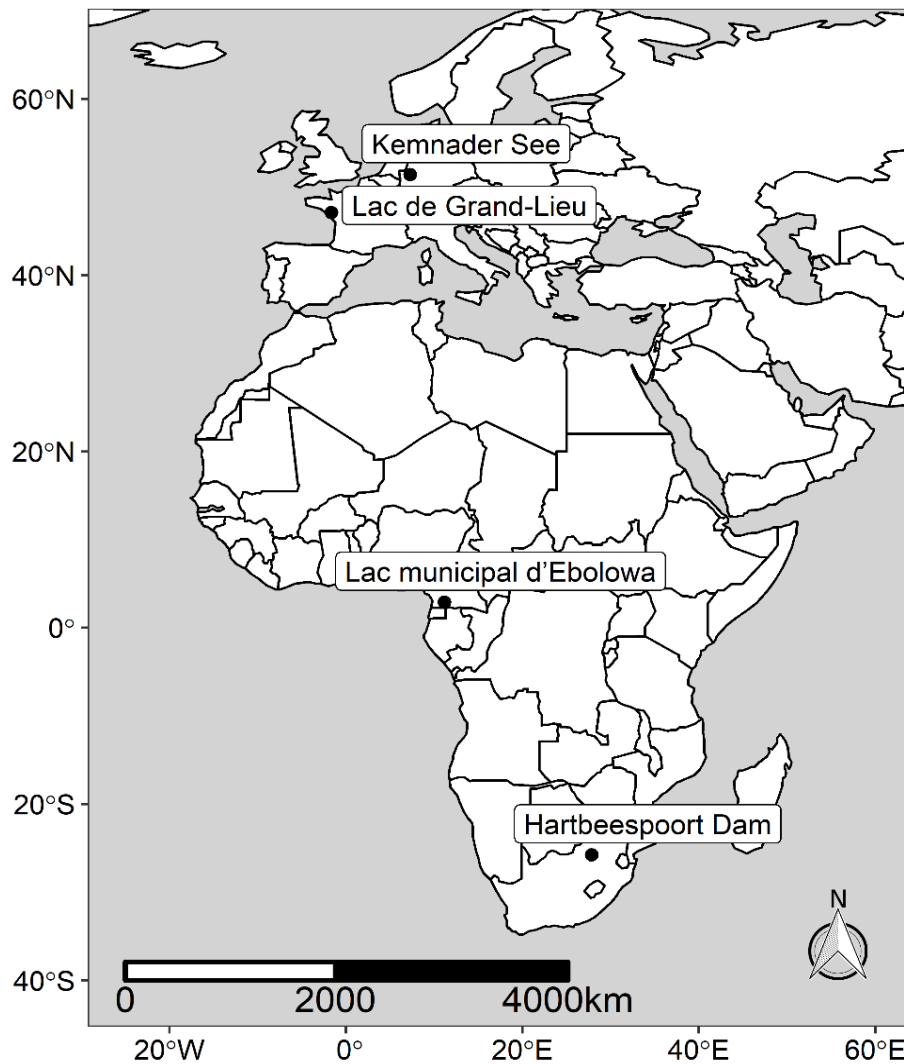 60°N
Kemnader See
Lac de Grand-Lieu
40°N
20°N
Lac municipal d’Ebolowa
0°
20°S
Hartbeespoort Dam
N
40°S
0 2000 4000km
20°W 0° 20°E 40°E 60°E